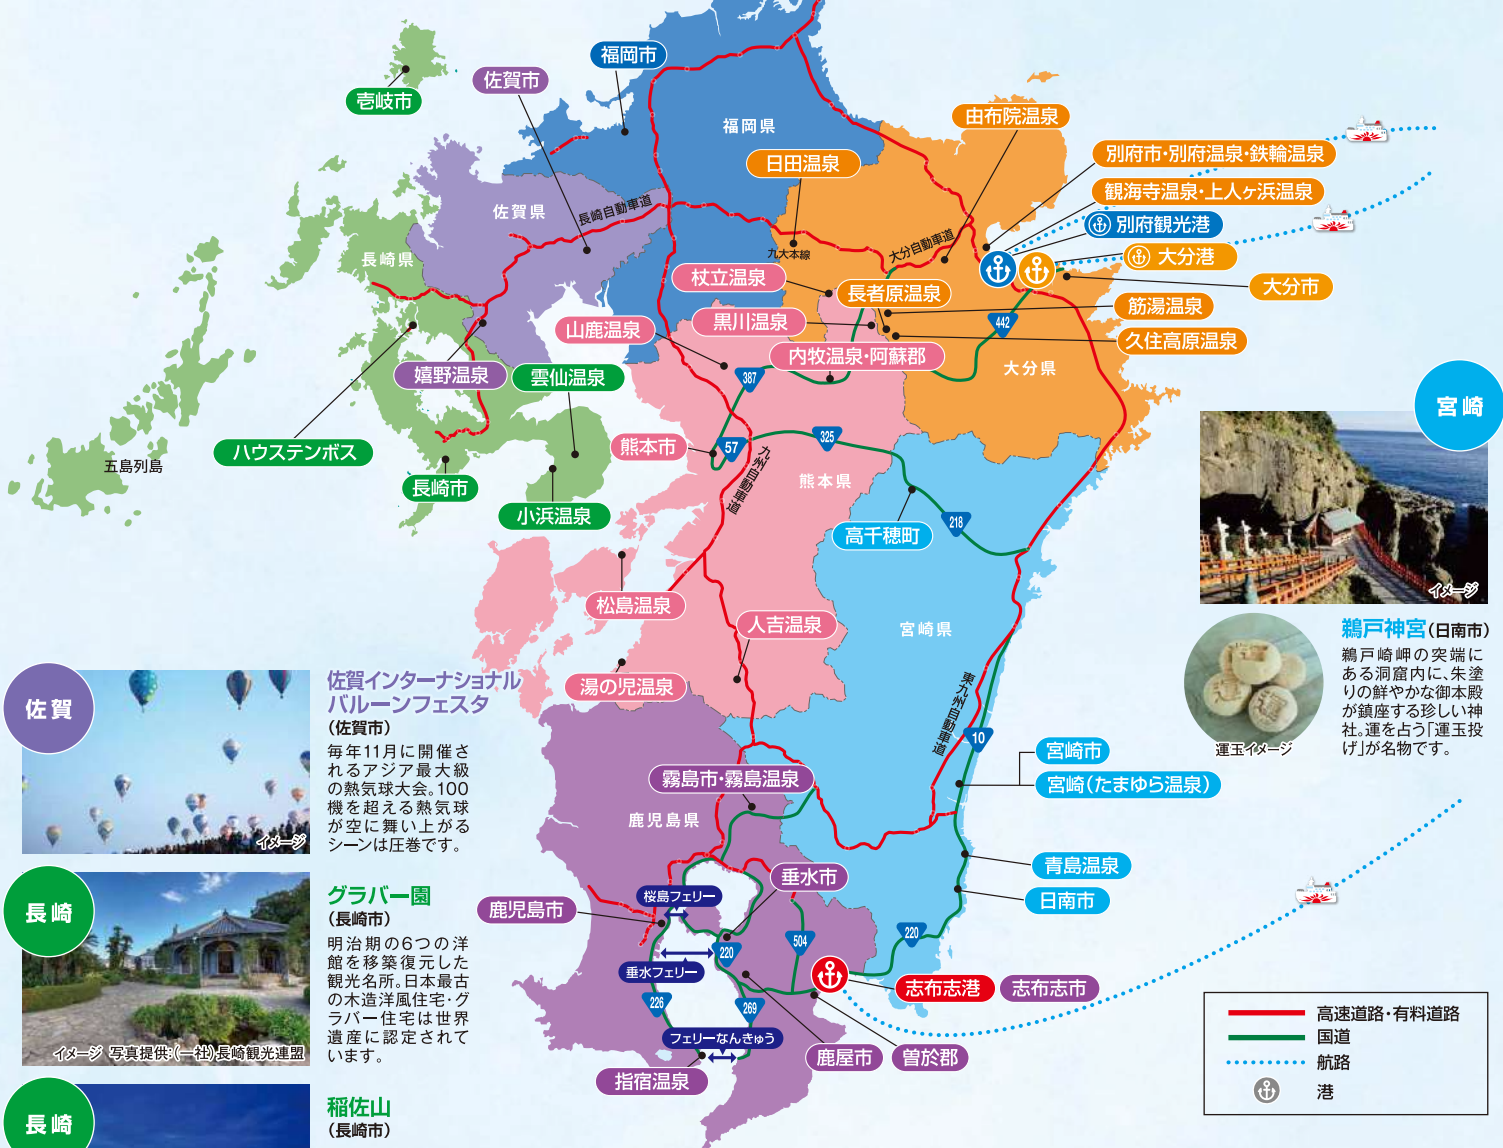 福岡市
佐賀市
壱岐市
福岡県
由布院温泉
日田温泉
別府市・別府温泉・鉄輪温泉
観海寺温泉・上人ヶ浜温泉
別府観光港
大分港
大分市
佐賀県
長崎自動車道
九大本線
大分自動車道
長崎県
杖立温泉
長者原温泉
筋湯温泉
久住高原温泉
黒川温泉
山鹿温泉
内牧温泉・阿蘇郡
442
大分県
387
嬉野温泉
雲仙温泉
宮崎
ハウステンボス
五島列島
熊本市
57
325
九州自動車道
熊本県
長崎市
小浜温泉
高千穂町
218
イメージ
松島温泉
人吉温泉
宮崎県
湯の児温泉
東九州自動車道
10
鵜戸神宮(日南市)
鵜戸崎岬の突端に
ある洞窟内に、朱塗
りの鮮やかな御本殿
が鎮座する珍しい神
社。運を占う「運玉投
げ」が名物です。
運玉イメージ
佐賀
佐賀インターナショナル
バルーンフェスタ
(佐賀市)
毎年11月に開催さ
れるアジア最大級
の熱気球大会。100
機を超える熱気球
が空に舞い上がる
シーンは圧巻です。
イメージ
宮崎市
宮崎(たまゆら温泉)
霧島市・霧島温泉
鹿児島県
青島温泉
日南市
垂水市
桜島フェリー
鹿児島市
504
220
220
垂水フェリー
226
269
志布志港
志布志市
フェリーなんきゅう
鹿屋市
曽於郡
指宿温泉
長崎
グラバー園
(長崎市)
明治期の6つの洋
館を移築復元した
観光名所。日本最古
の木造洋風住宅・グ
ラバー住宅は世界
遺産に認定されて
います。
イメージ 写真提供:(一社)長崎観光連盟
長崎
稲佐山
(長崎市)
高速道路・有料道路
国道
航路
港